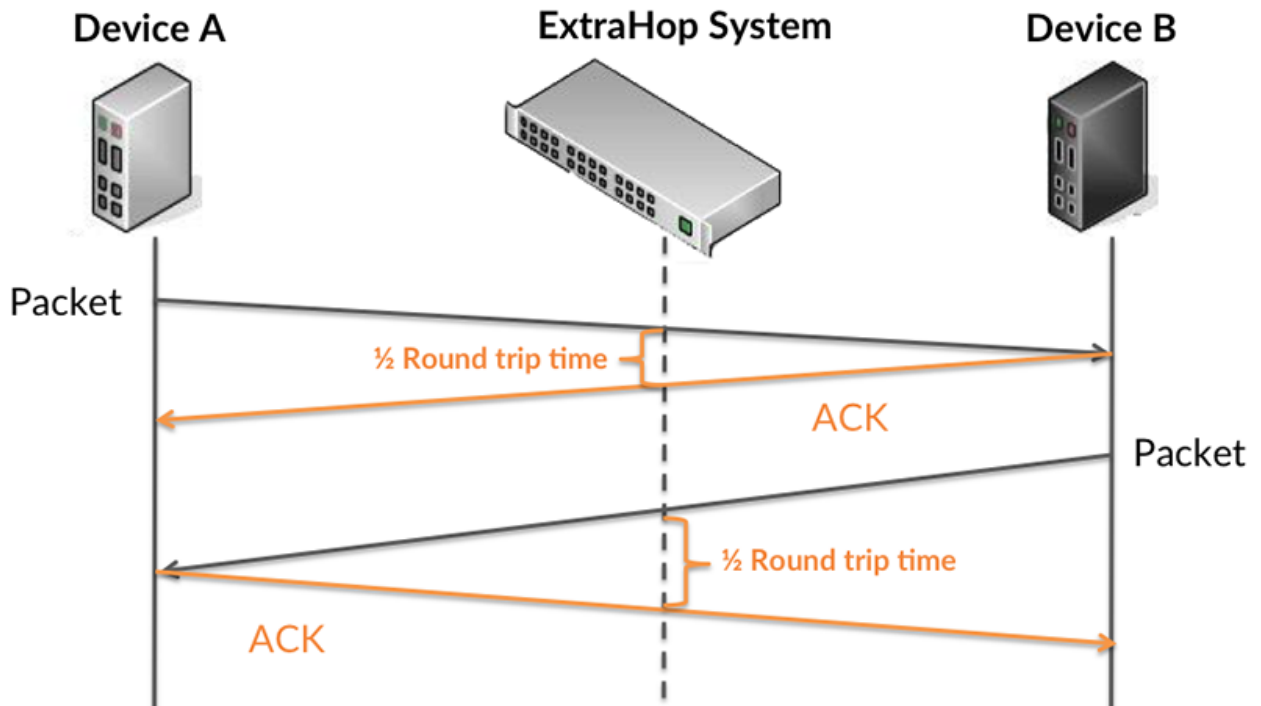 Device A
ExtraHop System
Device B
Packet
½ Round trip time
ACK
Packet
½ Round trip time
ACK